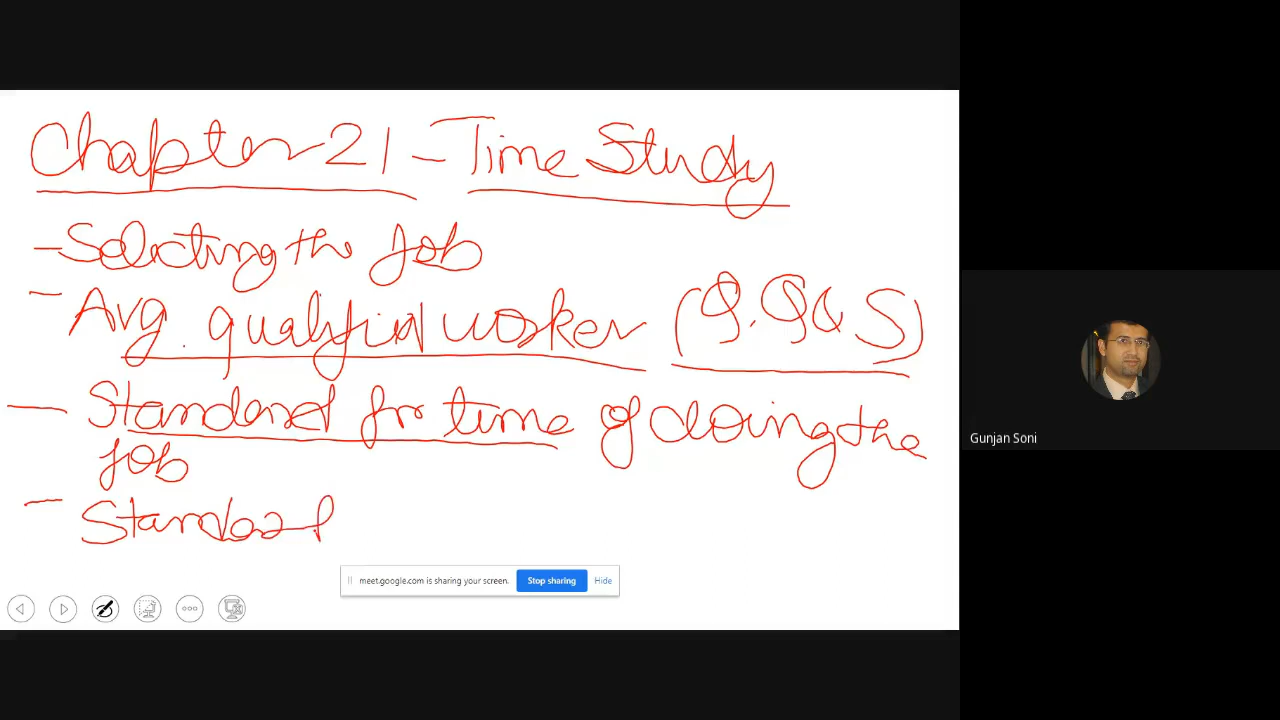 Chapter 21 - Time Study
- Selecting the Job
- Avg. qualified worker (Q, Q & S)
- Standard for time of doing the
Job
- Standard
meet.google.com is sharing your screen. Stop sharing Hide
Gunjan Soni